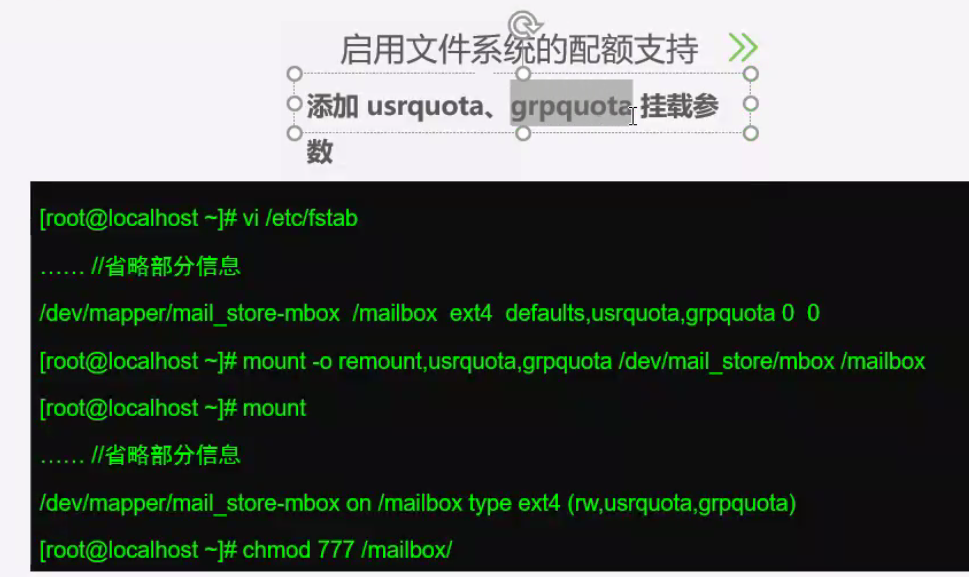 启用文件系统的配额支持
添加 usrquota、grpquota 挂载参
数
[root@localhost ~]# vi /etc/fstab
…… //省略部分信息
/dev/mapper/mail_store-mbox  /mailbox  ext4  defaults,usrquota,grpquota 0  0
[root@localhost ~]# mount -o remount,usrquota,grpquota /dev/mail_store/mbox /mailbox
[root@localhost ~]# mount
…… //省略部分信息
/dev/mapper/mail_store-mbox on /mailbox type ext4 (rw,usrquota,grpquota)
[root@localhost ~]# chmod 777 /mailbox/